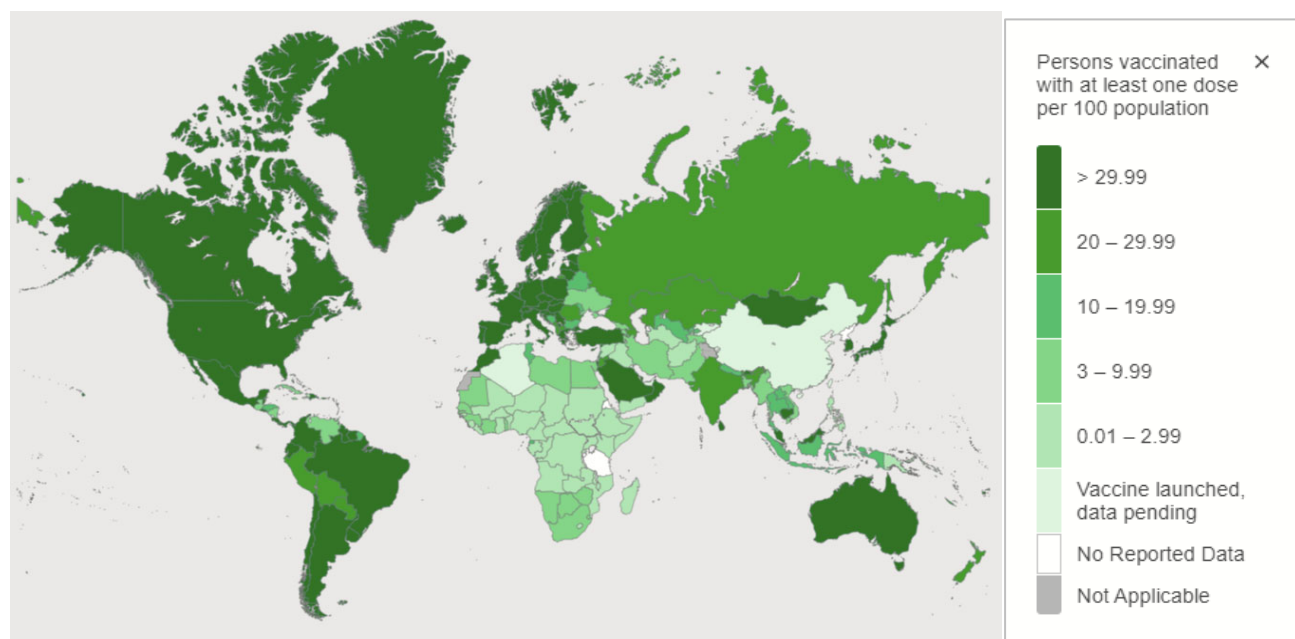 Persons vaccinated ×
with at least one dose
per 100 population
> 29.99
20 – 29.99
10 – 19.99
3 – 9.99
0.01 – 2.99
Vaccine launched,
data pending
No Reported Data
Not Applicable